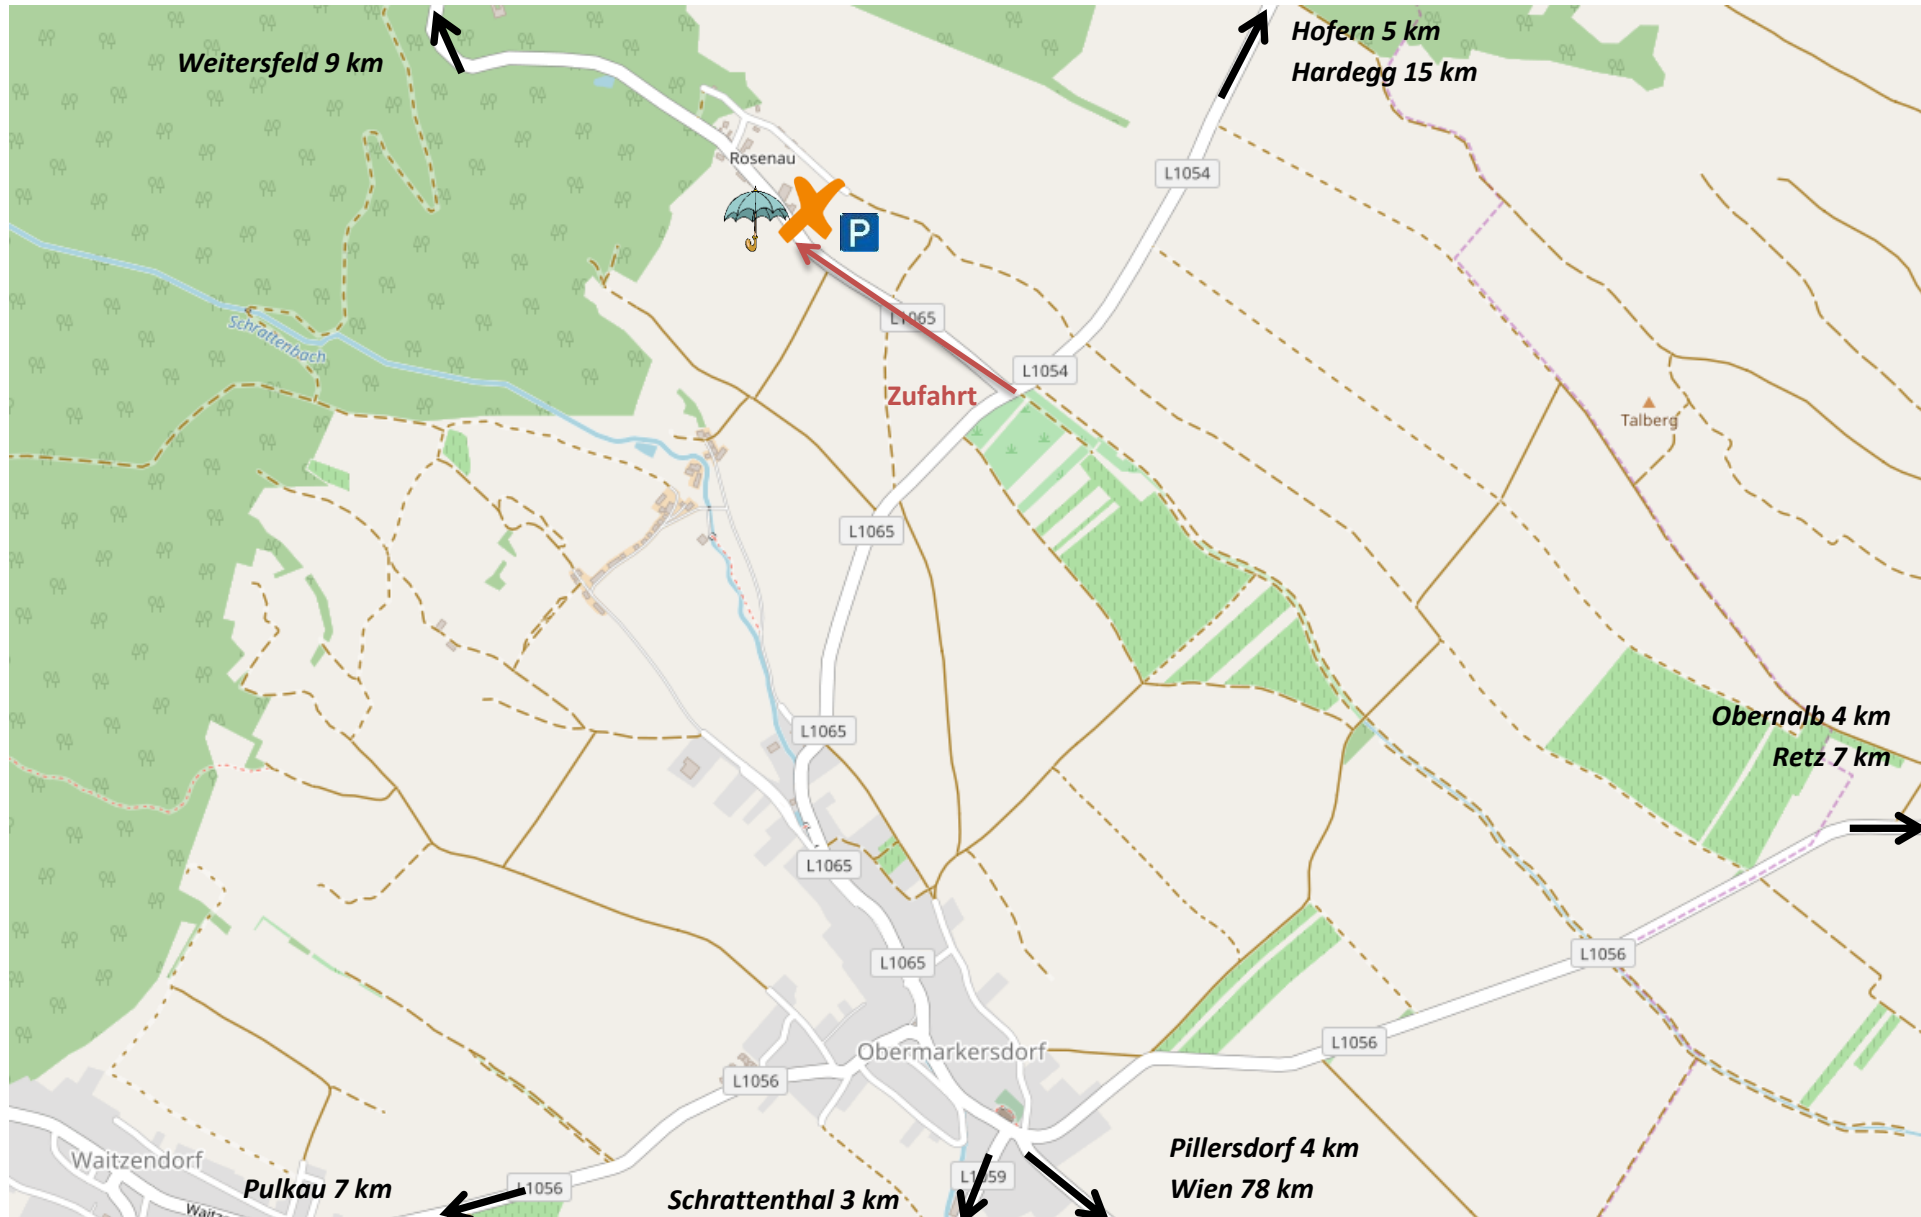 Weitersfeld 9 km
Hofern 5 km
Hardegg 15 km
Rosenau
L1054
P
Schrattenbach
L1065
L1054
Zufahrt
Talberg
L1065
Obernalb 4 km
Retz 7 km
L1065
L1065
L1065
L1056
L1056
Obermarkersdorf
L1056
Waitzendorf
Pillersdorf 4 km
Wien 78 km
Pulkau 7 km
L1056
L1059
Schrattenthal 3 km